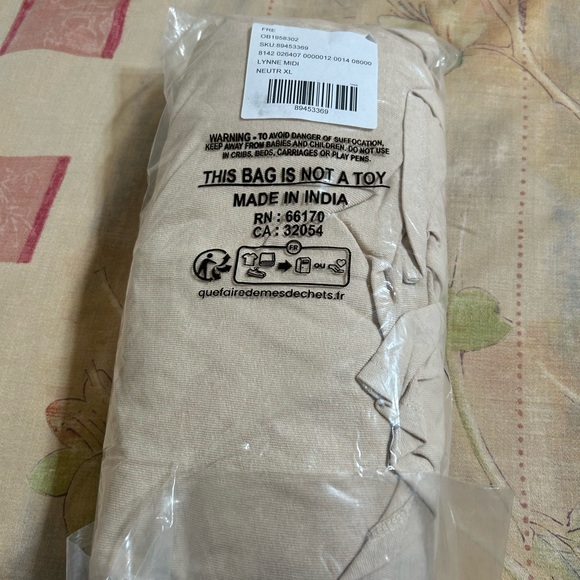 FRE
OB1958302
SKU:89453369
8142 026407 0000012 0014 08000
LYNNE MIDI
NEUTR XL
89453369
WARNING - TO AVOID DANGER OF SUFFOCATION,
KEEP AWAY FROM BABIES AND CHILDREN. DO NOT USE
IN CRIBS, BEDS, CARRIAGES OR PLAY PENS.
THIS BAG IS NOT A TOY
MADE IN INDIA
RN : 66170
CA : 32054
FR
OU
quefairedemesdechets.fr